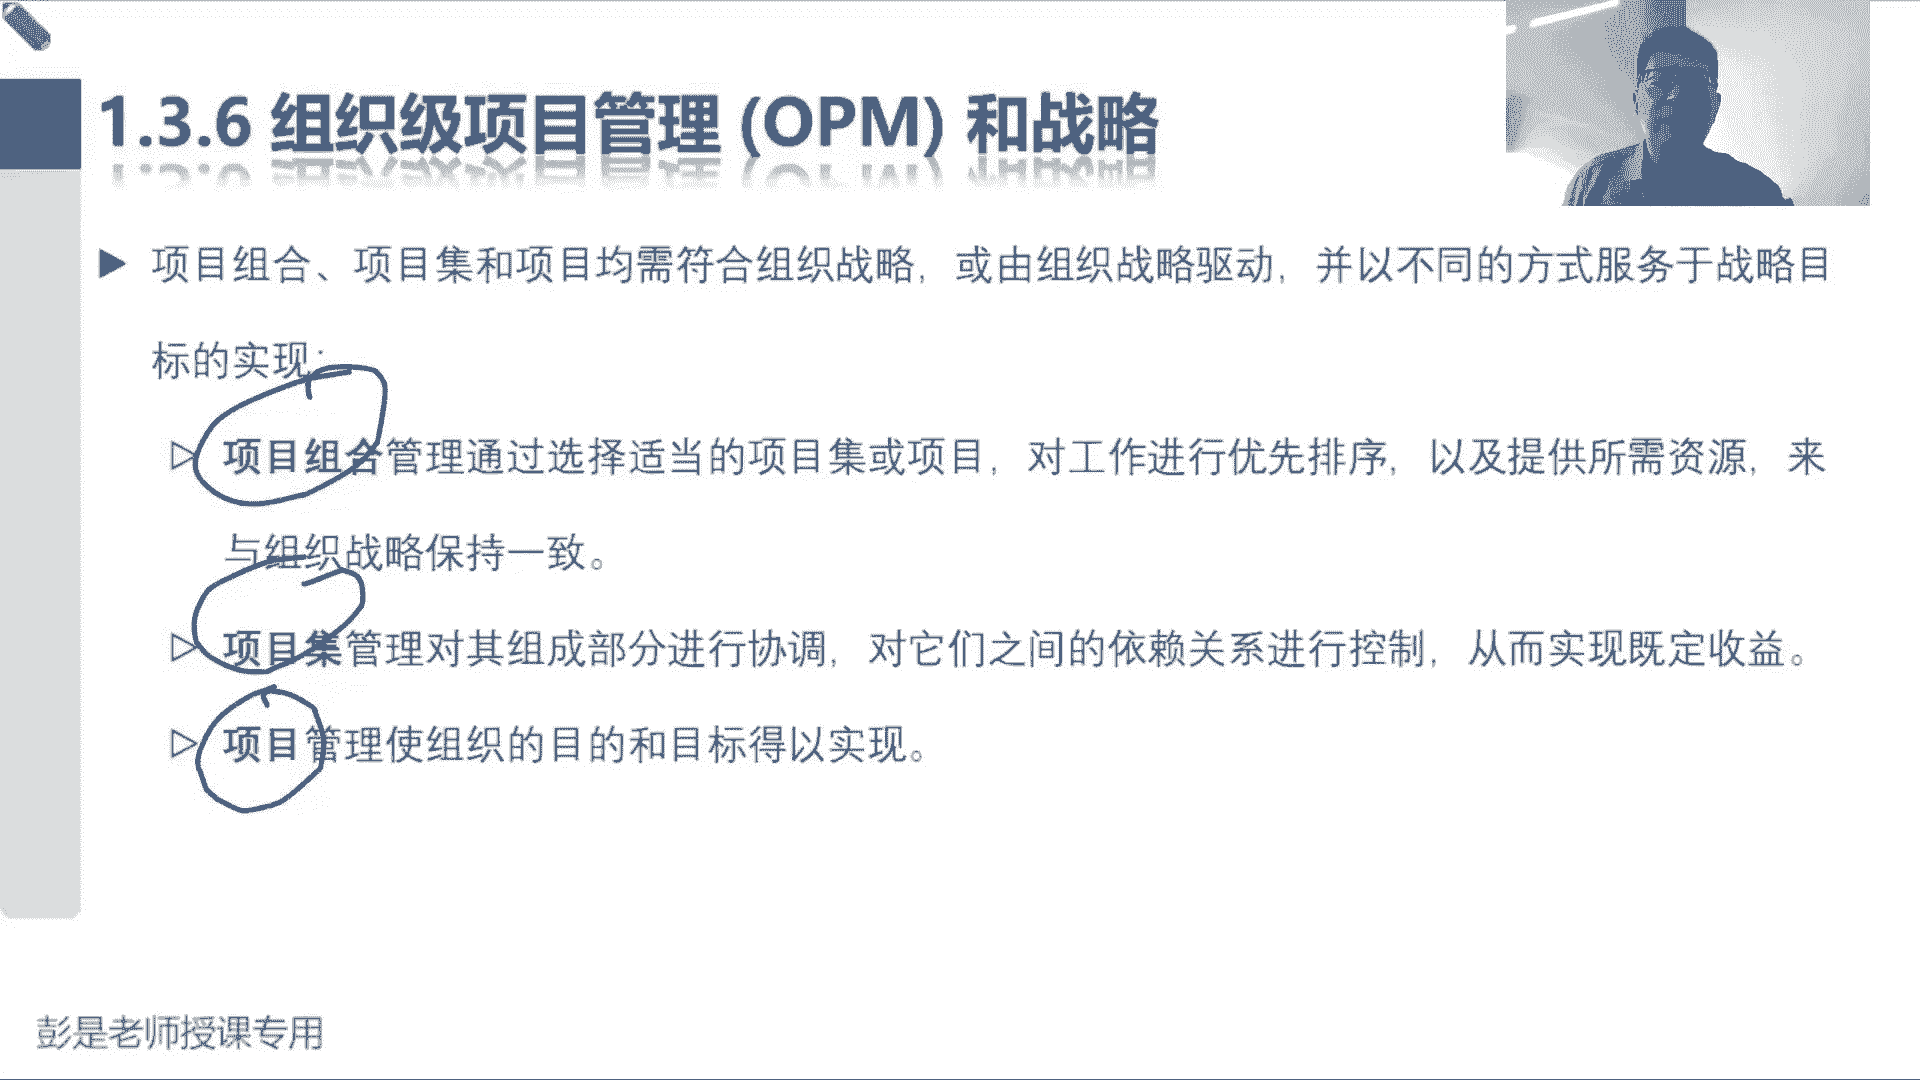 1.3.6 组织级项目管理 (OPM) 和战略
项目组合、项目集和项目均需符合组织战略，或由组织战略驱动，并以不同的方式服务于战略目
标的实现：
项目组合管理通过选择适当的项目集或项目，对工作进行优先排序，以及提供所需资源，来
与组织战略保持一致。
项目集管理对其组成部分进行协调，对它们之间的依赖关系进行控制，从而实现既定收益。
项目管理使组织的目的和目标得以实现。
彭是老师授课专用